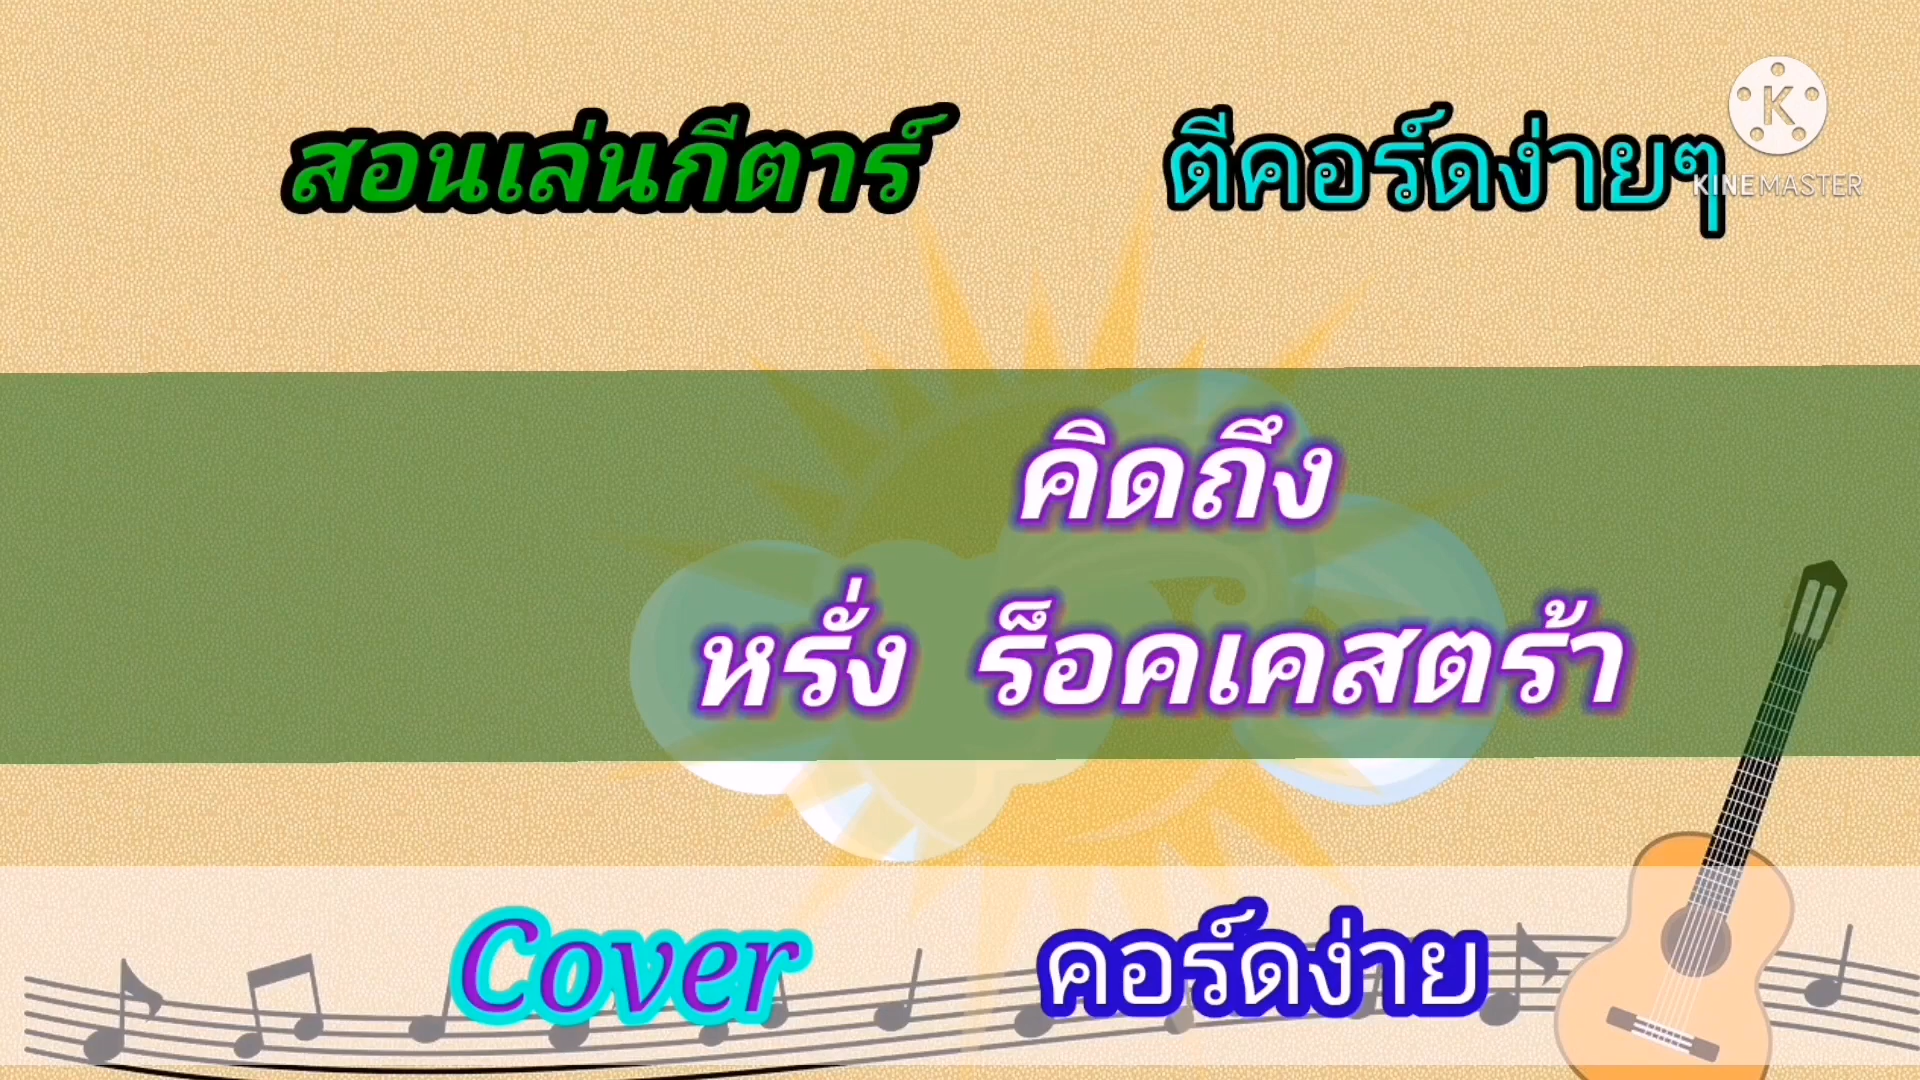 สอนเล่นกีตาร์ ตีคอร์ดง่ายๆ
K
KINEMASTER
คิดถึง
หรั่ง ร็อคเคสตร้า
Cover คอร์ดง่าย